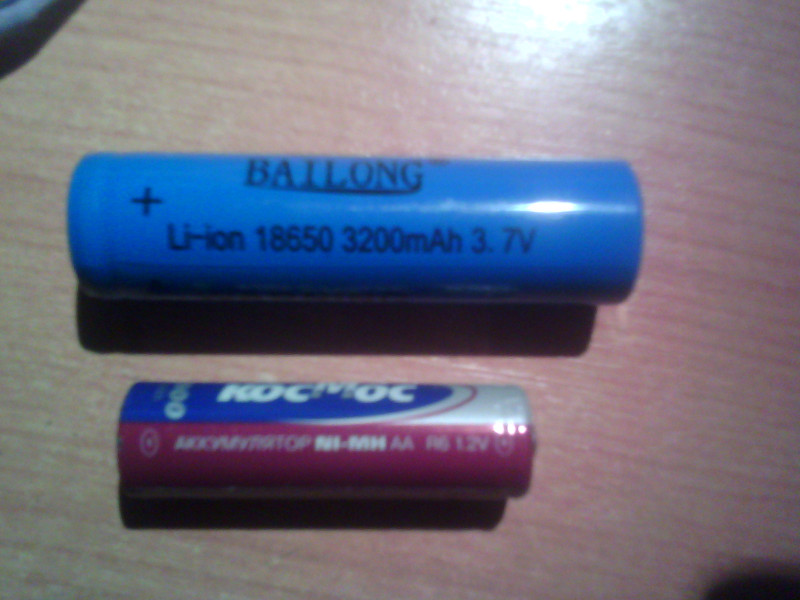 BAILONG
+
Li-ion 18650 3200mAh 3.7V
КОСМОС
АККУМУЛЯТОР NI-MH AA R6 1.2V